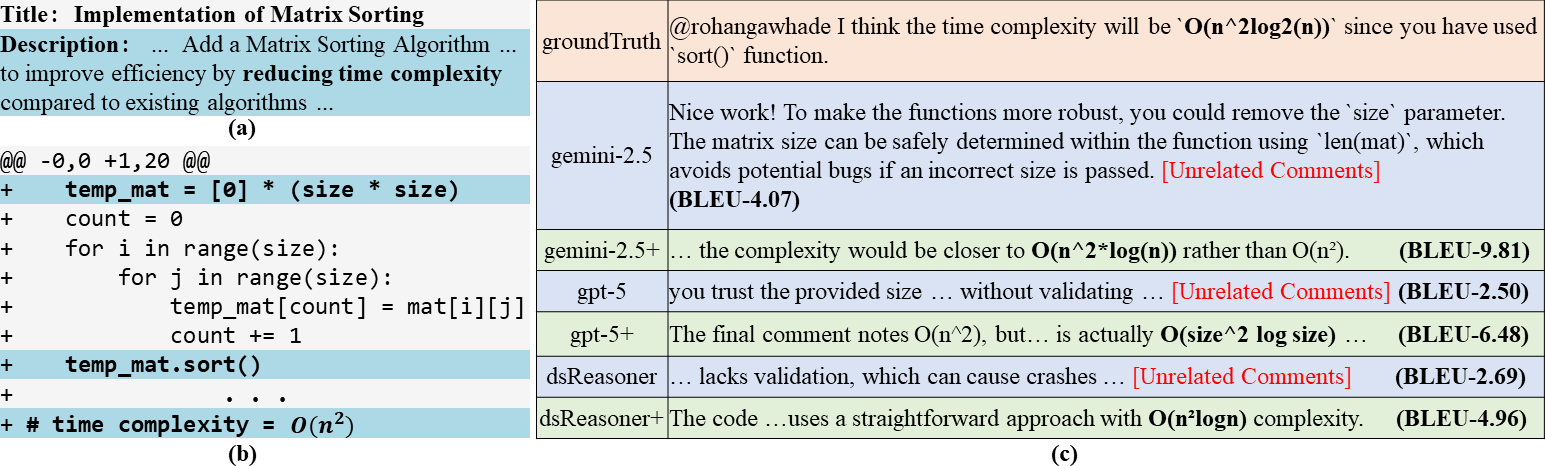 Title: Implementation of Matrix Sorting
Description: ... Add a Matrix Sorting Algorithm ...
to improve efficiency by reducing time complexity
compared to existing algorithms ...
(a)
@@ -0,0 +1,20 @@
+    temp_mat = [0] * (size * size)
+    count = 0
+    for i in range(size):
+        for j in range(size):
+            temp_mat[count] = mat[i][j]
+            count += 1
+    temp_mat.sort()
+                . . .
+ # time complexity = O(n²)
(b)
groundTruth
@rohangawhade I think the time complexity will be `O(n^2log2(n))` since you have used
`sort()` function.
gemini-2.5
Nice work! To make the functions more robust, you could remove the `size` parameter.
The matrix size can be safely determined within the function using `len(mat)`, which
avoids potential bugs if an incorrect size is passed. [Unrelated Comments]
(BLEU-4.07)
gemini-2.5+ … the complexity would be closer to O(n^2*log(n)) rather than O(n²). (BLEU-9.81)
gpt-5 you trust the provided size … without validating … [Unrelated Comments] (BLEU-2.50)
gpt-5+ The final comment notes O(n^2), but… is actually O(size^2 log size) … (BLEU-6.48)
dsReasoner … lacks validation, which can cause crashes … [Unrelated Comments] (BLEU-2.69)
dsReasoner+ The code …uses a straightforward approach with O(n²logn) complexity. (BLEU-4.96)
(c)